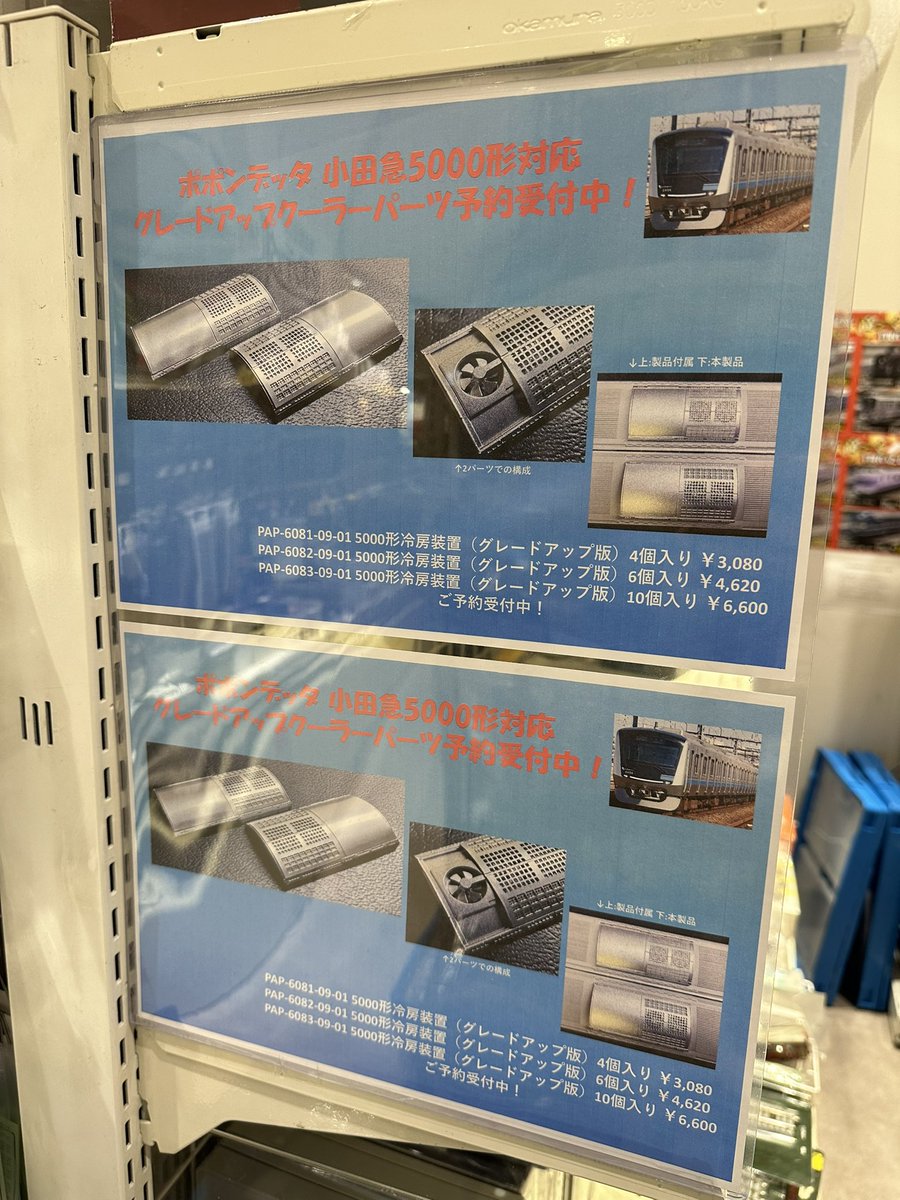 okamura
ポポンデッタ 小田急5000形対応
グレードアップクーラーパーツ予約受付中！
↓上:製品付属 下:本製品
↑2パーツでの構成
PAP-6081-09-01 5000形冷房装置（グレードアップ版）4個入り ￥3,080
PAP-6082-09-01 5000形冷房装置（グレードアップ版）6個入り ￥4,620
PAP-6083-09-01 5000形冷房装置（グレードアップ版）10個入り ￥6,600
ご予約受付中！
ポポンデッタ 小田急5000形対応
グレードアップクーラーパーツ予約受付中！
↓上:製品付属 下:本製品
↑2パーツでの構成
PAP-6081-09-01 5000形冷房装置（グレードアップ版）4個入り ￥3,080
PAP-6082-09-01 5000形冷房装置（グレードアップ版）6個入り ￥4,620
PAP-6083-09-01 5000形冷房装置（グレードアップ版）10個入り ￥6,600
ご予約受付中！